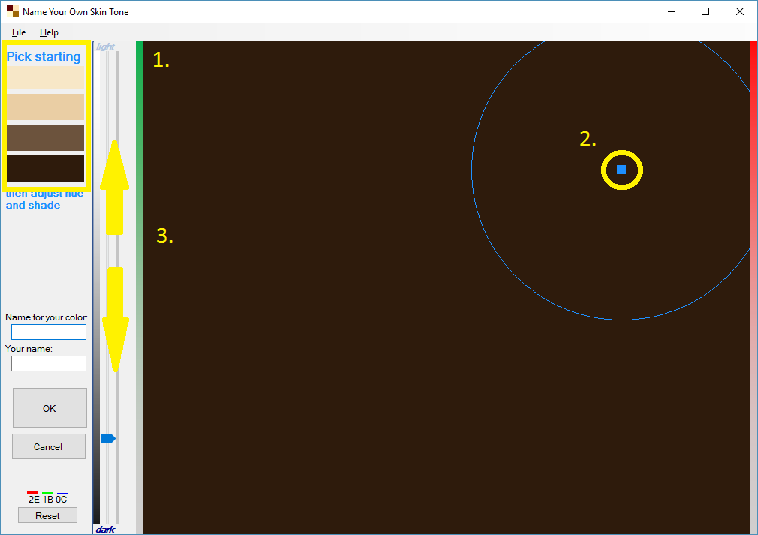 Name Your Own Skin Tone
File Help
Pick starting
light
1.
2.
then adjust hue
and shade
3.
Name for your color:
Your name:
OK
Cancel
2E 1B 0C
Reset
dark